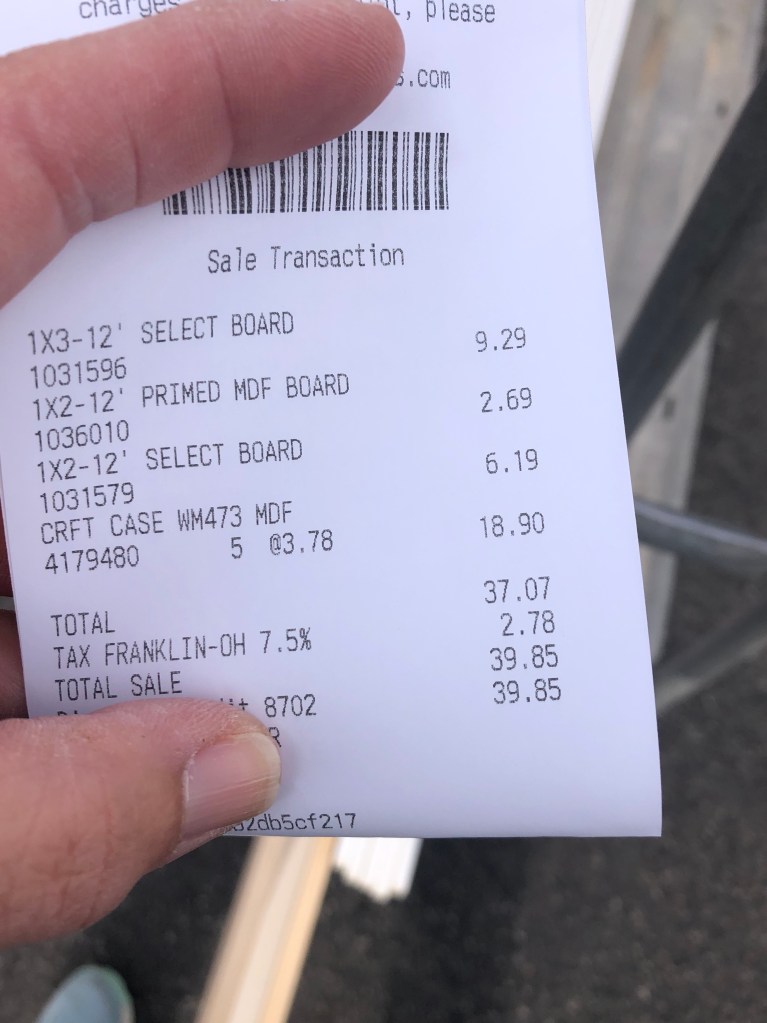 charges , please
.com
Sale Transaction
1X3-12' SELECT BOARD 9.29
1031596
1X2-12' PRIMED MDF BOARD 2.69
1036010
1X2-12' SELECT BOARD 6.19
1031579
CRFT CASE WM473 MDF 18.90
4179480 5 @3.78
37.07
TOTAL 2.78
TAX FRANKLIN-OH 7.5% 39.85
TOTAL SALE 39.85
8702
R
2db5cf217